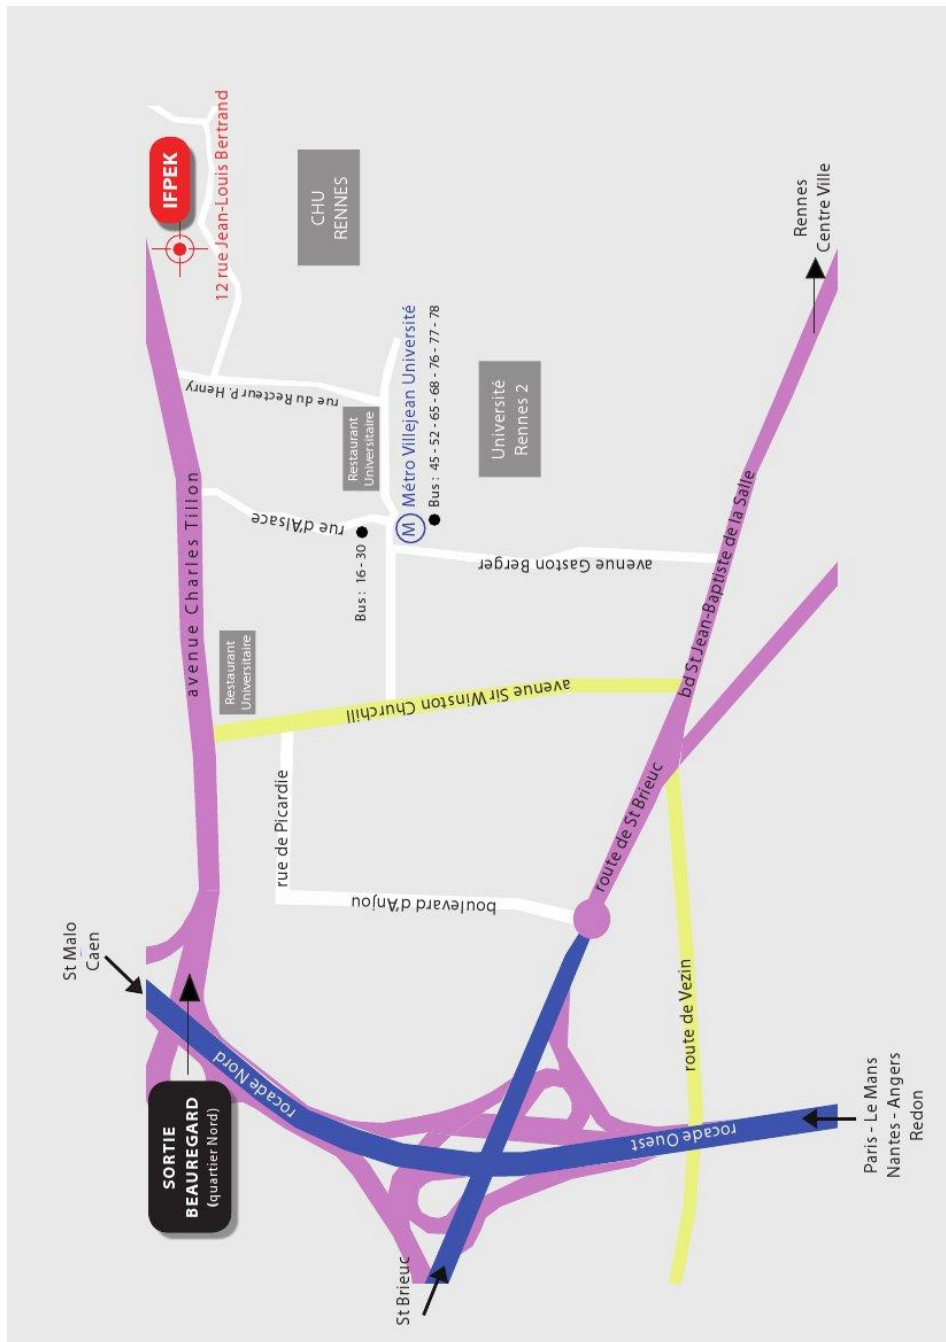 St Malo
Caen
SORTIE
BEAUREGARD
(quartier Nord)
avenue Charles Tillon
IFPEK
12 rue Jean-Louis Bertrand
rocade Nord
Restaurant
Universitaire
rue de Picardie
rue d'Alsace
rue du Recteur P. Henry
CHU
RENNES
boulevard d'Anjou
avenue Sir Winston Churchill
Bus : 16 - 30
Restaurant
Universitaire
M Métro Villejean Université
Bus : 45 - 52 - 65 - 68 - 76 - 77 - 78
avenue Gaston Berger
Université
Rennes 2
St Brieuc
route de St Brieuc
bd St Jean-Baptiste de la Salle
rocade Ouest
route de Vezin
Rennes
Centre Ville
Paris - Le Mans
Nantes - Angers
Redon